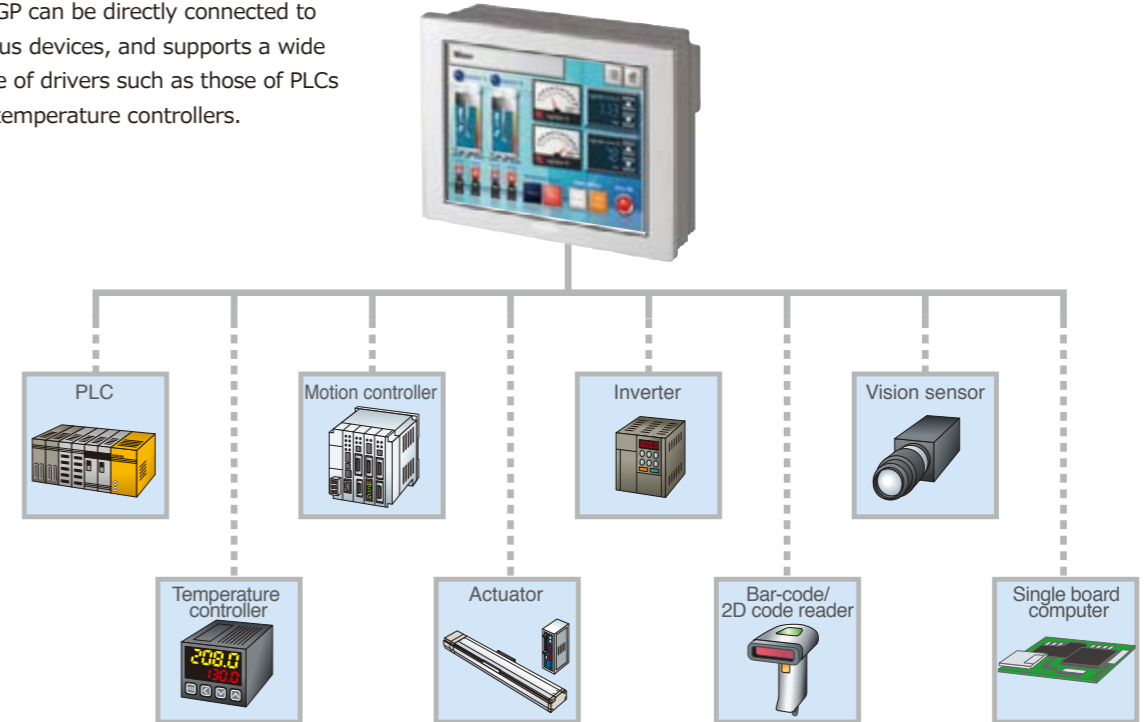 GP can be directly connected to
us devices, and supports a wide
e of drivers such as those of PLCs
temperature controllers.
PLC
Motion controller
Inverter
Vision sensor
Temperature
controller
208.0
130.0
Actuator
Bar-code/
2D code reader
Single board
computer